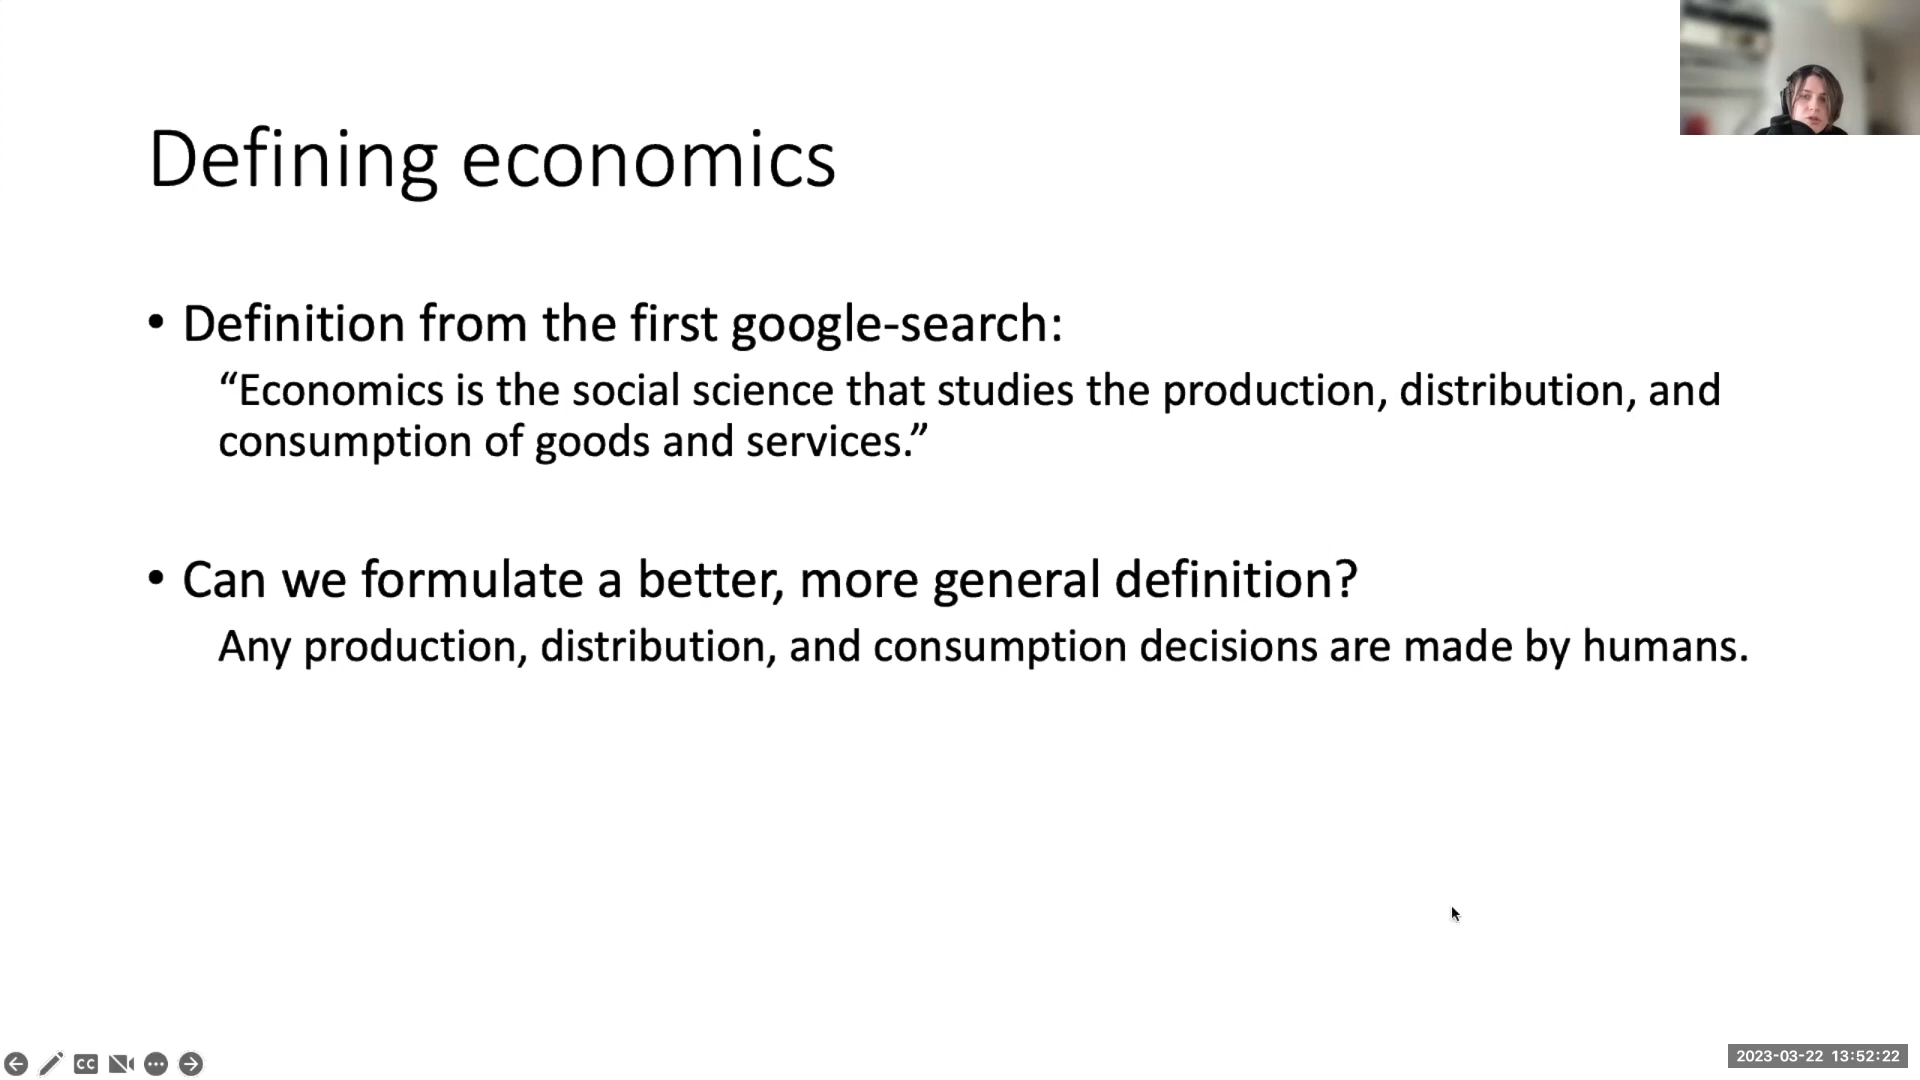 Defining economics
• Definition from the first google-search:
“Economics is the social science that studies the production, distribution, and
consumption of goods and services.”
• Can we formulate a better, more general definition?
Any production, distribution, and consumption decisions are made by humans.
CC
2023-03-22 13:52:22